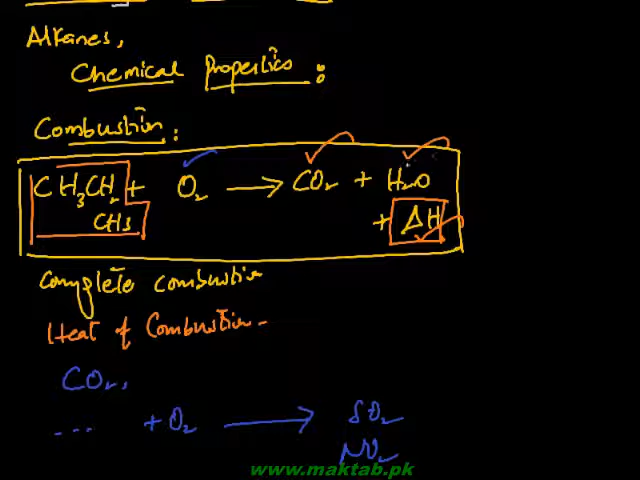 Alkanes,
Chemical Properties :
Combustion :
CH₃CH₂ + O₂ → CO₂ + H₂O
CH₃ + ΔH
Complete combustion
Heat of Combustion -
CO₂,
... + O₂ → SO₂
NO₂
www.maktab.pk